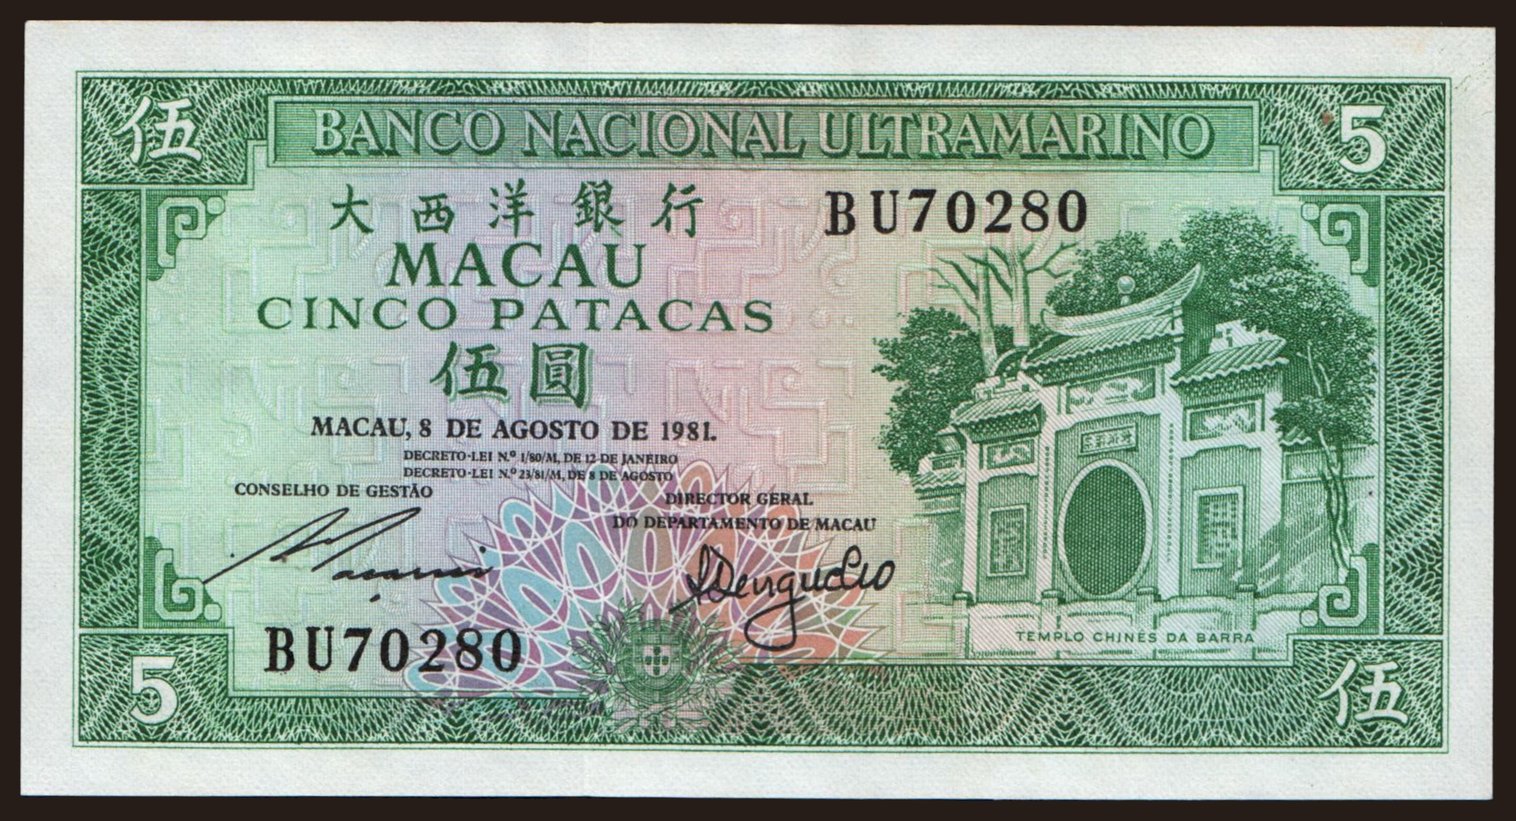 伍
BANCO NACIONAL ULTRAMARINO
5
大西洋銀行
BU70280
MACAU
CINCO PATACAS
伍圓
MACAU, 8 DE AGOSTO DE 1981.
DECRETO-LEI N.º 1/80/M, DE 12 DE JANEIRO
DECRETO-LEI N.º 23/81/M, DE 8 DE AGOSTO
CONSELHO DE GESTÃO
DIRECTOR GERAL
DO DEPARTAMENTO DE MACAU
BU70280
TEMPLO CHINÊS DA BARRA
5
伍